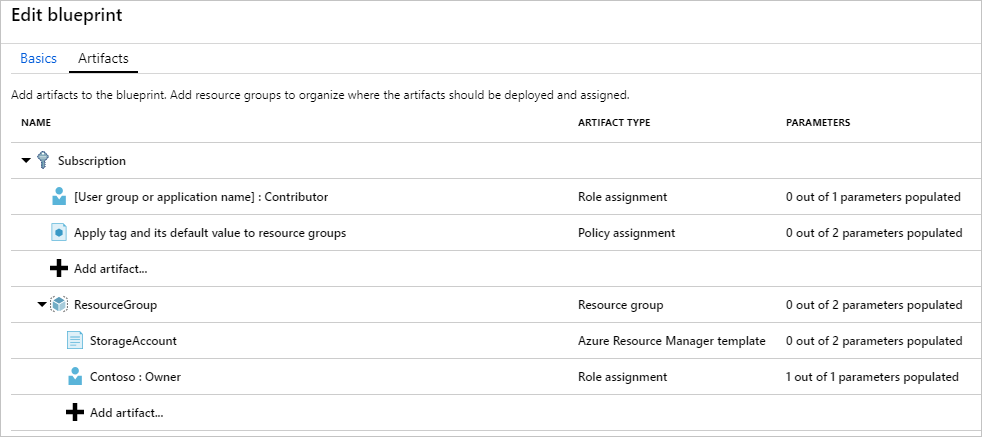 Edit blueprint
Basics Artifacts
Add artifacts to the blueprint. Add resource groups to organize where the artifacts should be deployed and assigned.
NAME ARTIFACT TYPE PARAMETERS
Subscription
[User group or application name] : Contributor Role assignment 0 out of 1 parameters populated
Apply tag and its default value to resource groups Policy assignment 0 out of 2 parameters populated
Add artifact...
ResourceGroup Resource group 0 out of 2 parameters populated
StorageAccount Azure Resource Manager template 0 out of 2 parameters populated
Contoso : Owner Role assignment 1 out of 1 parameters populated
Add artifact...